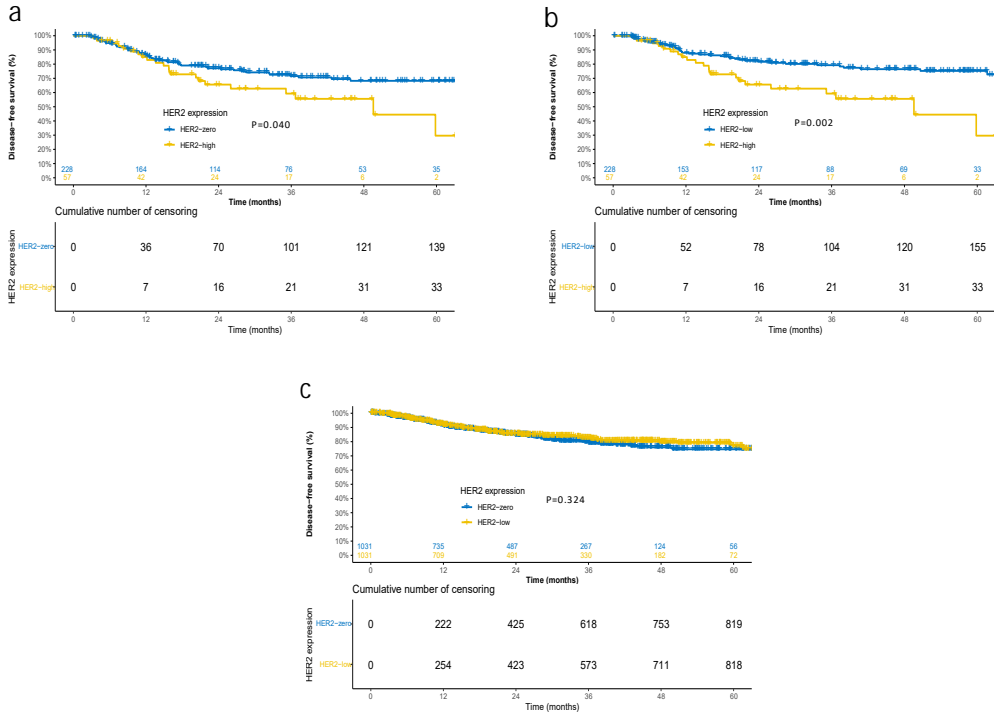 a
100%
90%
80%
70%
60%
50%
40%
30%
20%
10%
0%
Disease-free survival (%)
HER2 expression
HER2-zero
HER2-high
P=0.040
228 164 114 76 53 35
57 42 24 17 6 2
0 12 24 36 48 60
Time (months)
Cumulative number of censoring
HER2 expression
HER2-zero 0 36 70 101 121 139
HER2-high 0 7 16 21 31 33
0 12 24 36 48 60
Time (months)
b
100%
90%
80%
70%
60%
50%
40%
30%
20%
10%
0%
Disease-free survival (%)
HER2 expression
HER2-low
HER2-high
P=0.002
228 153 117 88 69 33
57 42 24 17 6 2
0 12 24 36 48 60
Time (months)
Cumulative number of censoring
HER2 expression
HER2-low 0 52 78 104 120 155
HER2-high 0 7 16 21 31 33
0 12 24 36 48 60
Time (months)
c
100%
90%
80%
70%
60%
50%
40%
30%
20%
10%
0%
Disease-free survival (%)
HER2 expression
HER2-zero
HER2-low
P=0.324
1031 735 487 267 124 56
1031 709 491 330 182 72
0 12 24 36 48 60
Time (months)
Cumulative number of censoring
HER2 expression
HER2-zero 0 222 425 618 753 819
HER2-low 0 254 423 573 711 818
0 12 24 36 48 60
Time (months)